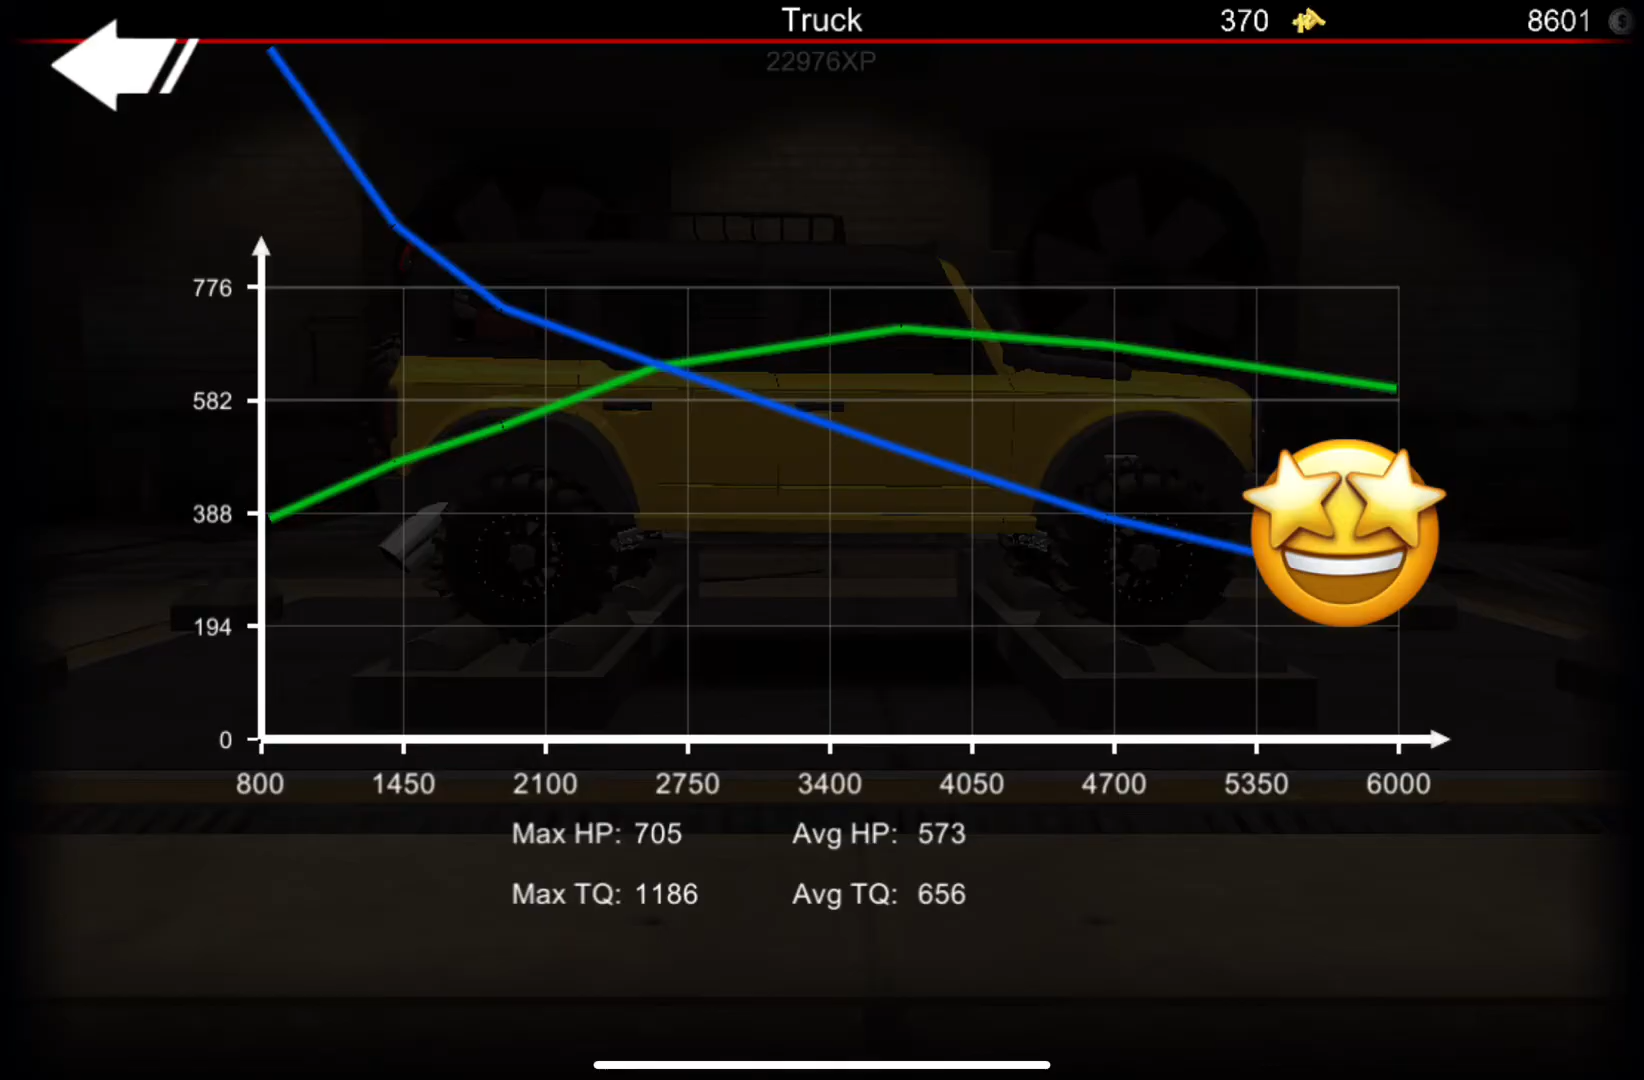 Truck
370
8601
22976XP
776
582
388
194
0
800 1450 2100 2750 3400 4050 4700 5350 6000
Max HP: 705 Avg HP: 573
Max TQ: 1186 Avg TQ: 656